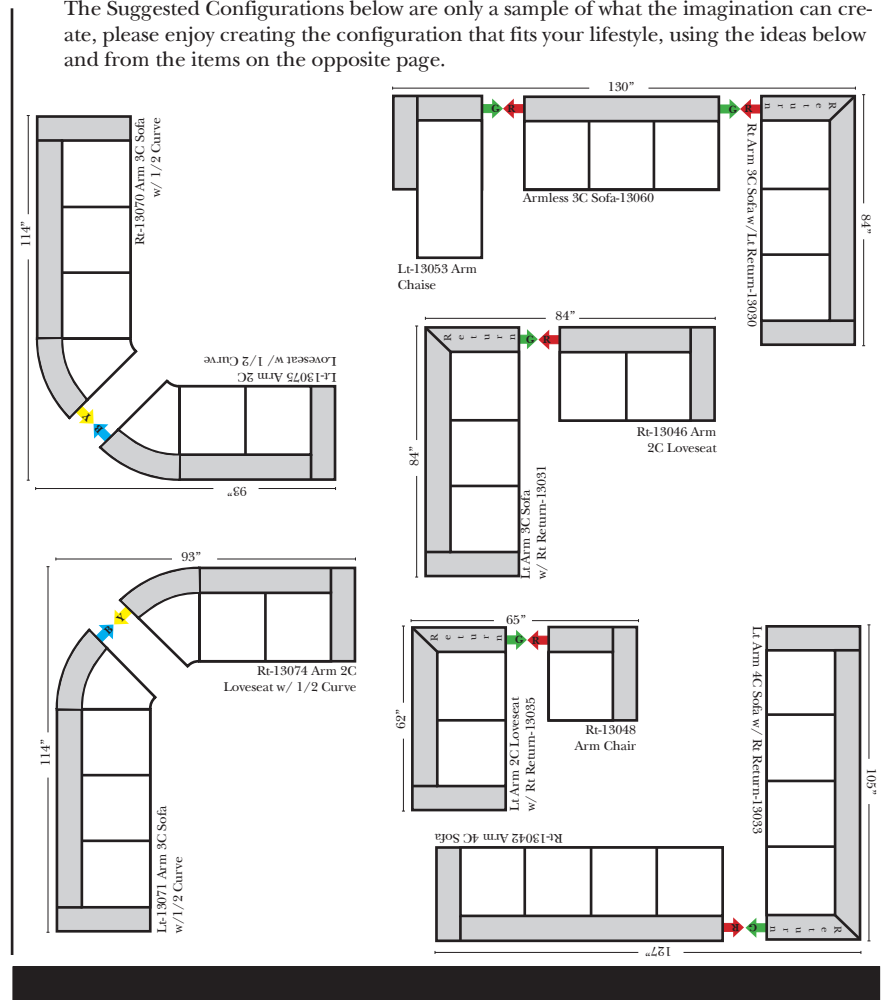 The Suggested Configurations below are only a sample of what the imagination can cre-
ate, please enjoy creating the configuration that fits your lifestyle, using the ideas below
and from the items on the opposite page.
114”
Rt-13070 Arm 3C Sofa
w/ 1/2 Curve
Y
B
Lt-13075 Arm 2C
Loveseat w/ 1/2 Curve
93”
130”
G R
G R
Return
Lt-13053 Arm
Chaise
Armless 3C Sofa-13060
Rt Arm 3C Sofa w/Lt Return-13030
84”
84”
Return
G R
84”
Lt Arm 3C Sofa
w/ Rt Return-13031
Rt-13046 Arm
2C Loveseat
93”
B Y
Rt-13074 Arm 2C
Loveseat w/ 1/2 Curve
114”
Lt-13071 Arm 3C Sofa
w/1/2 Curve
65”
Return
G R
62”
Lt Arm 2C Loveseat
w/ Rt Return-13035
Rt-13048
Arm Chair
Lt Arm 4C Sofa w/ Rt Return-13033
105”
Rt-13042 Arm 4C Sofa
R G
Return
127”